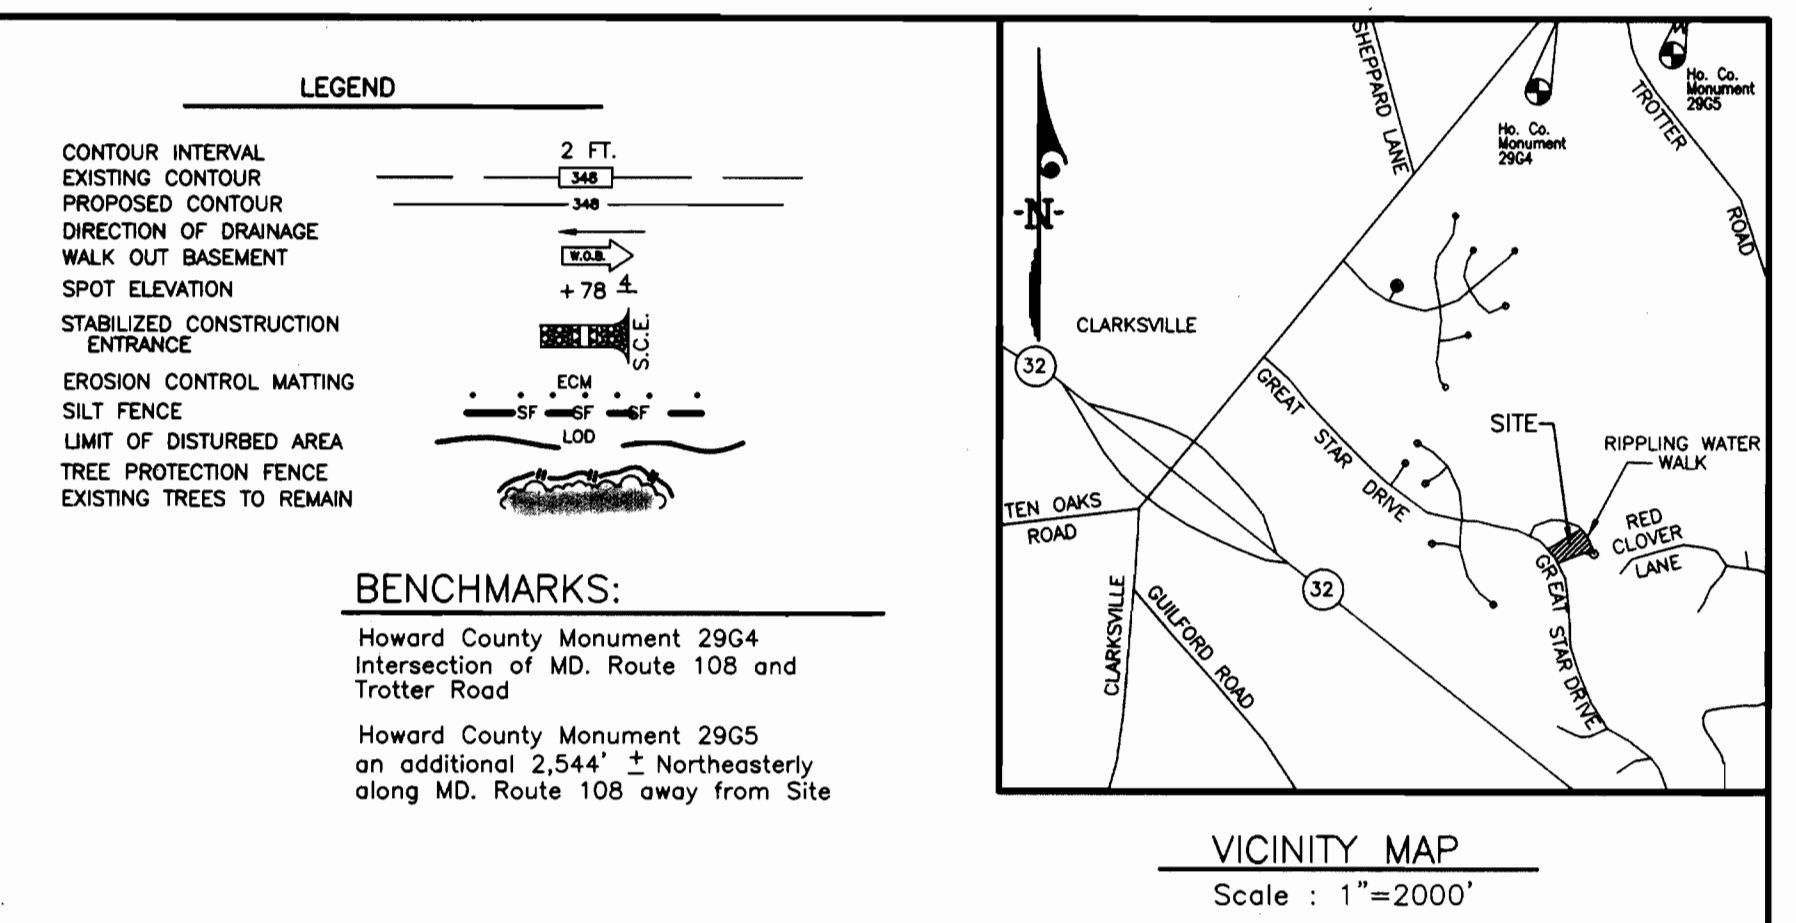 LEGEND
CONTOUR INTERVAL 2 FT.
EXISTING CONTOUR 348
PROPOSED CONTOUR 348
DIRECTION OF DRAINAGE
WALK OUT BASEMENT W.O.B.
SPOT ELEVATION +78 4
STABILIZED CONSTRUCTION
ENTRANCE
S.C.E.
EROSION CONTROL MATTING ECM
SILT FENCE SF SF SF
LIMIT OF DISTURBED AREA LOD
TREE PROTECTION FENCE
EXISTING TREES TO REMAIN
BENCHMARKS:
Howard County Monument 29G4
Intersection of MD. Route 108 and
Trotter Road
Howard County Monument 29G5
an additional 2,544' ± Northeasterly
along MD. Route 108 away from Site
SHEPPARD LANE
Ho. Co.
Monument
29G4
Ho. Co.
Monument
29G5
TROTTER
ROAD
-N-
CLARKSVILLE
32
GREAT
STAR
DRIVE
SITE
RIPPLING WATER
WALK
RED
CLOVER
LANE
TEN OAKS
ROAD
CLARKSVILLE
GUILFORD ROAD
32
GREAT STAR DRIVE
VICINITY MAP
Scale : 1"=2000'